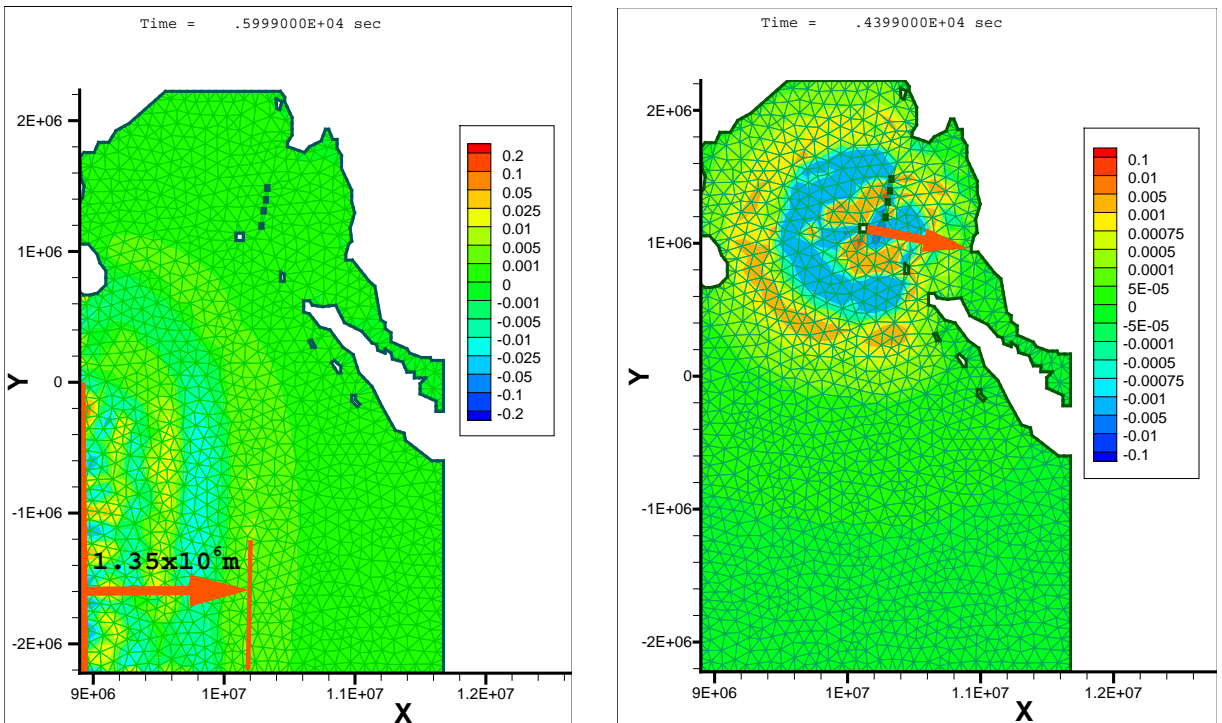 Time = .5999000E+04 sec
2E+06
1E+06
0
-1E+06
-2E+06
Y
9E+06
1E+07
1.1E+07
1.2E+07
X
1.35x10⁶m
0.2
0.1
0.05
0.025
0.01
0.005
0.001
0
-0.001
-0.005
-0.01
-0.025
-0.05
-0.1
-0.2
Time = .4399000E+04 sec
2E+06
1E+06
0
-1E+06
-2E+06
Y
9E+06
1E+07
1.1E+07
1.2E+07
X
0.1
0.01
0.005
0.001
0.00075
0.0005
0.0001
5E-05
0
-5E-05
-0.0001
-0.0005
-0.00075
-0.001
-0.005
-0.01
-0.1